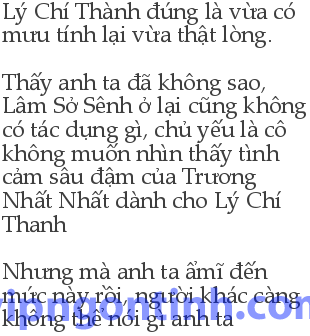 Lý Chí Thành đúng là vừa có
mưu tính lại vừa thật lòng.
Thấy anh ta đã không sao,
Lâm Sở Sênh ở lại cũng không
có tác dụng gì, chủ yếu là cô
không muốn nhìn thấy tình
cảm sâu đậm của Trương
Nhất Nhất dành cho Lý Chí
Thanh
Nhưng mà anh ta ẩmĩ đến
mức này rồi, người khác càng
không thể nói gì anh ta
vipngontinh.com